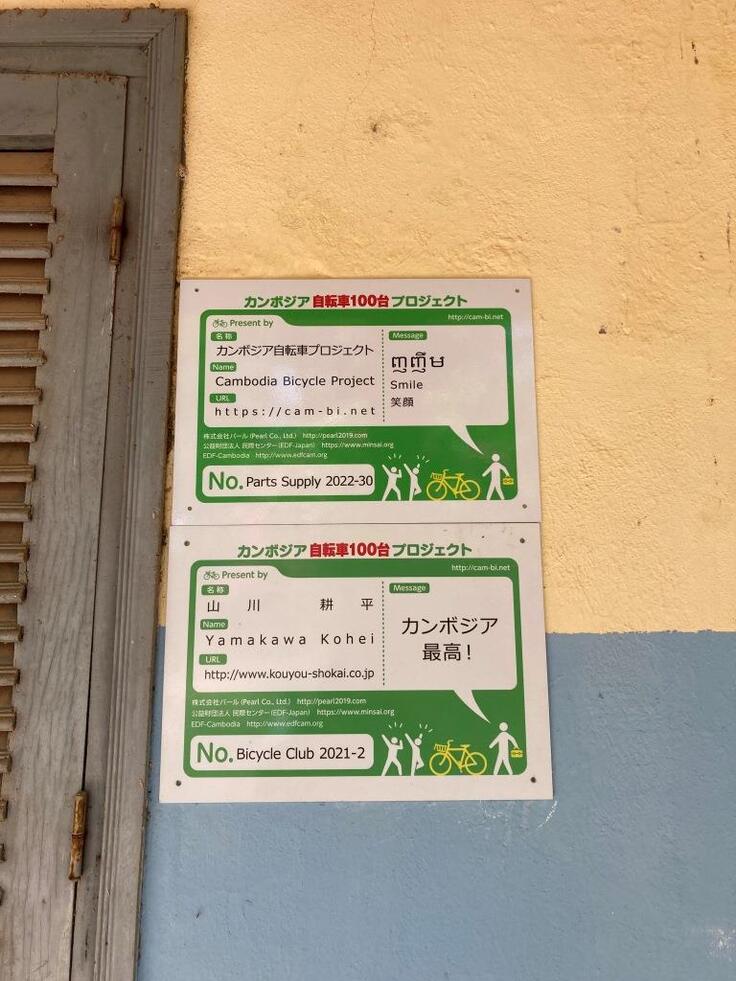 カンボジア 自転車100台 プロジェクト
Present by
http://cam-bi.net
名称
カンボジア自転車プロジェクト
Name
Cambodia Bicycle Project
URL
https://cam-bi.net
Message
ញញឹម
Smile
笑顔
株式会社パール (Pearl Co., Ltd.) http://pearl2019.com
公益財団法人 民際センター (EDF-Japan) https://www.minsai.org
EDF-Cambodia http://www.edfcam.org
No. Parts Supply 2022-30
カンボジア 自転車100台 プロジェクト
Present by
http://cam-bi.net
名称
山川 耕平
Name
Yamakawa Kohei
URL
http://www.kouyou-shokai.co.jp
Message
カンボジア
最高!
株式会社パール (Pearl Co., Ltd.) http://pearl2019.com
公益財団法人 民際センター (EDF-Japan) https://www.minsai.org
EDF-Cambodia http://www.edfcam.org
No. Bicycle Club 2021-2